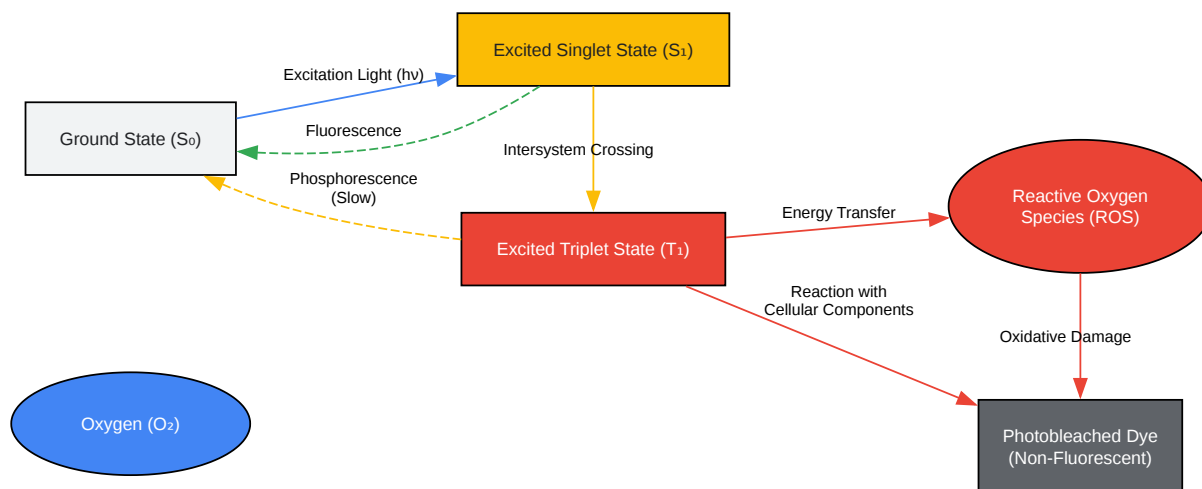 Excited Singlet State (S₁)
Excitation Light (hν)
Ground State (S₀)
Fluorescence
Intersystem Crossing
Phosphorescence
(Slow)
Excited Triplet State (T₁)
Energy Transfer
Reactive Oxygen
Species (ROS)
Reaction with
Cellular Components
Oxidative Damage
Oxygen (O₂)
Photobleached Dye
(Non-Fluorescent)